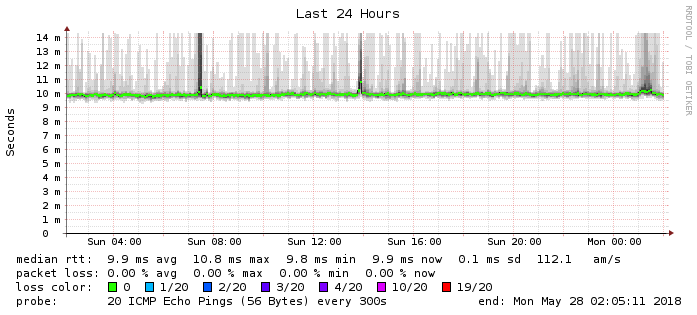 Last 24 Hours
RRDTOOL / TOBI OETIKER
Seconds
14 m
13 m
12 m
11 m
10 m
9 m
8 m
7 m
6 m
5 m
4 m
3 m
2 m
1 m
0
Sun 04:00 Sun 08:00 Sun 12:00 Sun 16:00 Sun 20:00 Mon 00:00
median rtt: 9.9 ms avg 10.8 ms max 9.8 ms min 9.9 ms now 0.1 ms sd 112.1 am/s
packet loss: 0.00 % avg 0.00 % max 0.00 % min 0.00 % now
loss color: 0 1/20 2/20 3/20 4/20 10/20 19/20
probe: 20 ICMP Echo Pings (56 Bytes) every 300s end: Mon May 28 02:05:11 2018